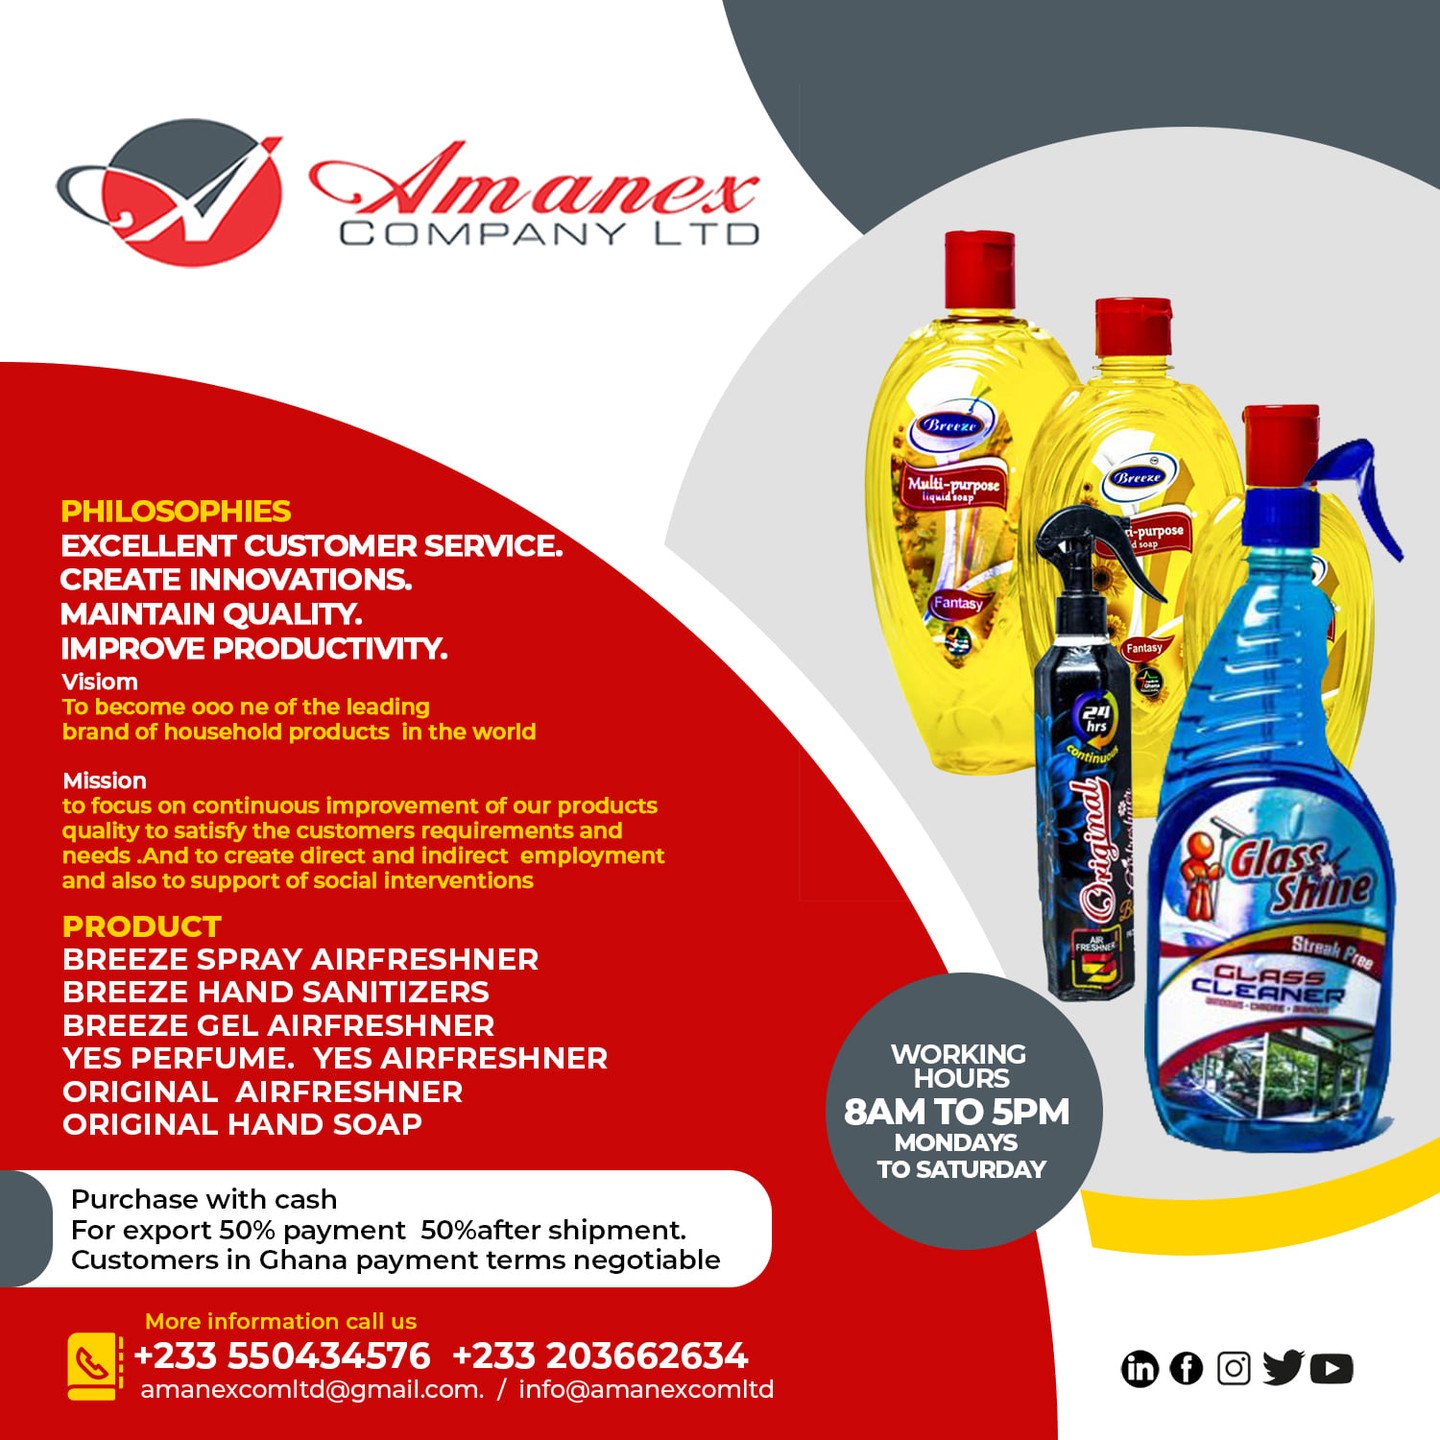 Amanex
COMPANY LTD
PHILOSOPHIES
EXCELLENT CUSTOMER SERVICE.
CREATE INNOVATIONS.
MAINTAIN QUALITY.
IMPROVE PRODUCTIVITY.
Visiom
To become ooo ne of the leading
brand of household products in the world
Mission
to focus on continuous improvement of our products
quality to satisfy the customers requirements and
needs .And to create direct and indirect employment
and also to support of social interventions
PRODUCT
BREEZE SPRAY AIRFRESHNER
BREEZE HAND SANITIZERS
BREEZE GEL AIRFRESHNER
YES PERFUME. YES AIRFRESHNER
ORIGINAL AIRFRESHNER
ORIGINAL HAND SOAP
Purchase with cash
For export 50% payment 50%after shipment.
Customers in Ghana payment terms negotiable
More information call us
+233 550434576 +233 203662634
amanexcomltd@gmail.com. / info@amanexcomltd
WORKING
HOURS
8AM TO 5PM
MONDAYS
TO SATURDAY
Breeze
Multi-purpose
liquid soap
Fantasy
Breeze
-purpose
soap
Fantasy
24
hrs
continuous
Original
AIR
FRESHNER
Glass
Shine
Streak Free
GLASS
CLEANER
in